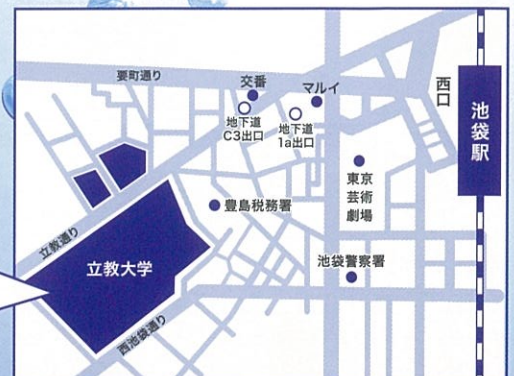 要町通り
交番
マルイ
西口
池袋駅
地下道
C3出口
地下道
1a出口
東京
芸術
劇場
豊島税務署
立教通り
立教大学
池袋警察署
西池袋通り